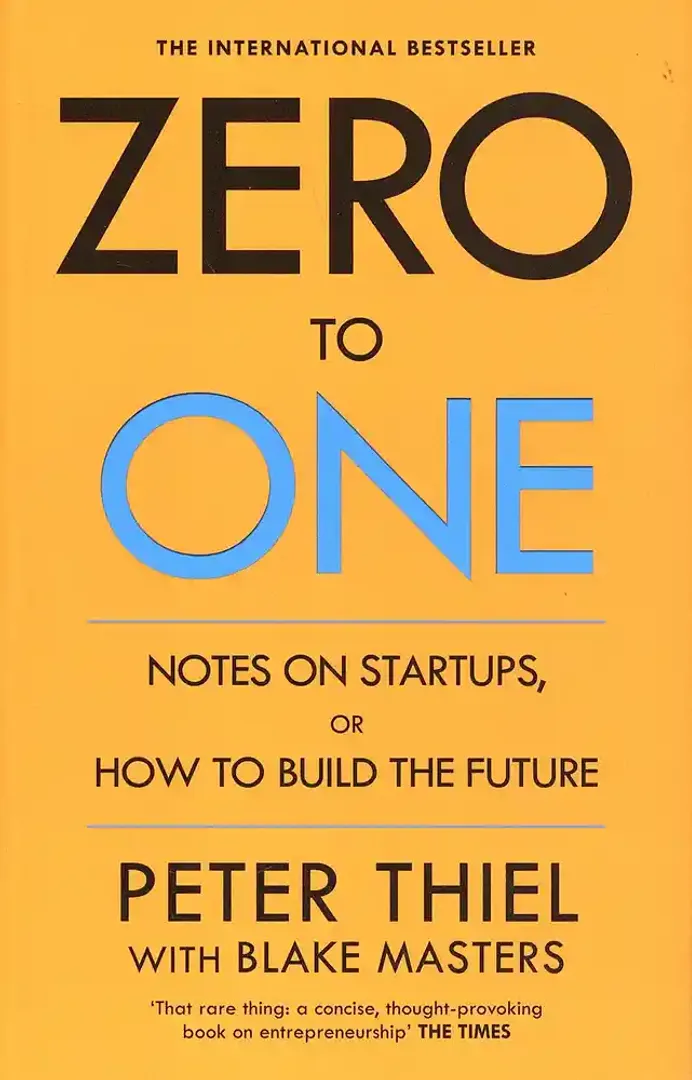 THE INTERNATIONAL BESTSELLER
ZERO
TO
ONE
NOTES ON STARTUPS,
OR
HOW TO BUILD THE FUTURE
PETER THIEL
WITH BLAKE MASTERS
‘That rare thing: a concise, thought-provoking
book on entrepreneurship’ THE TIMES